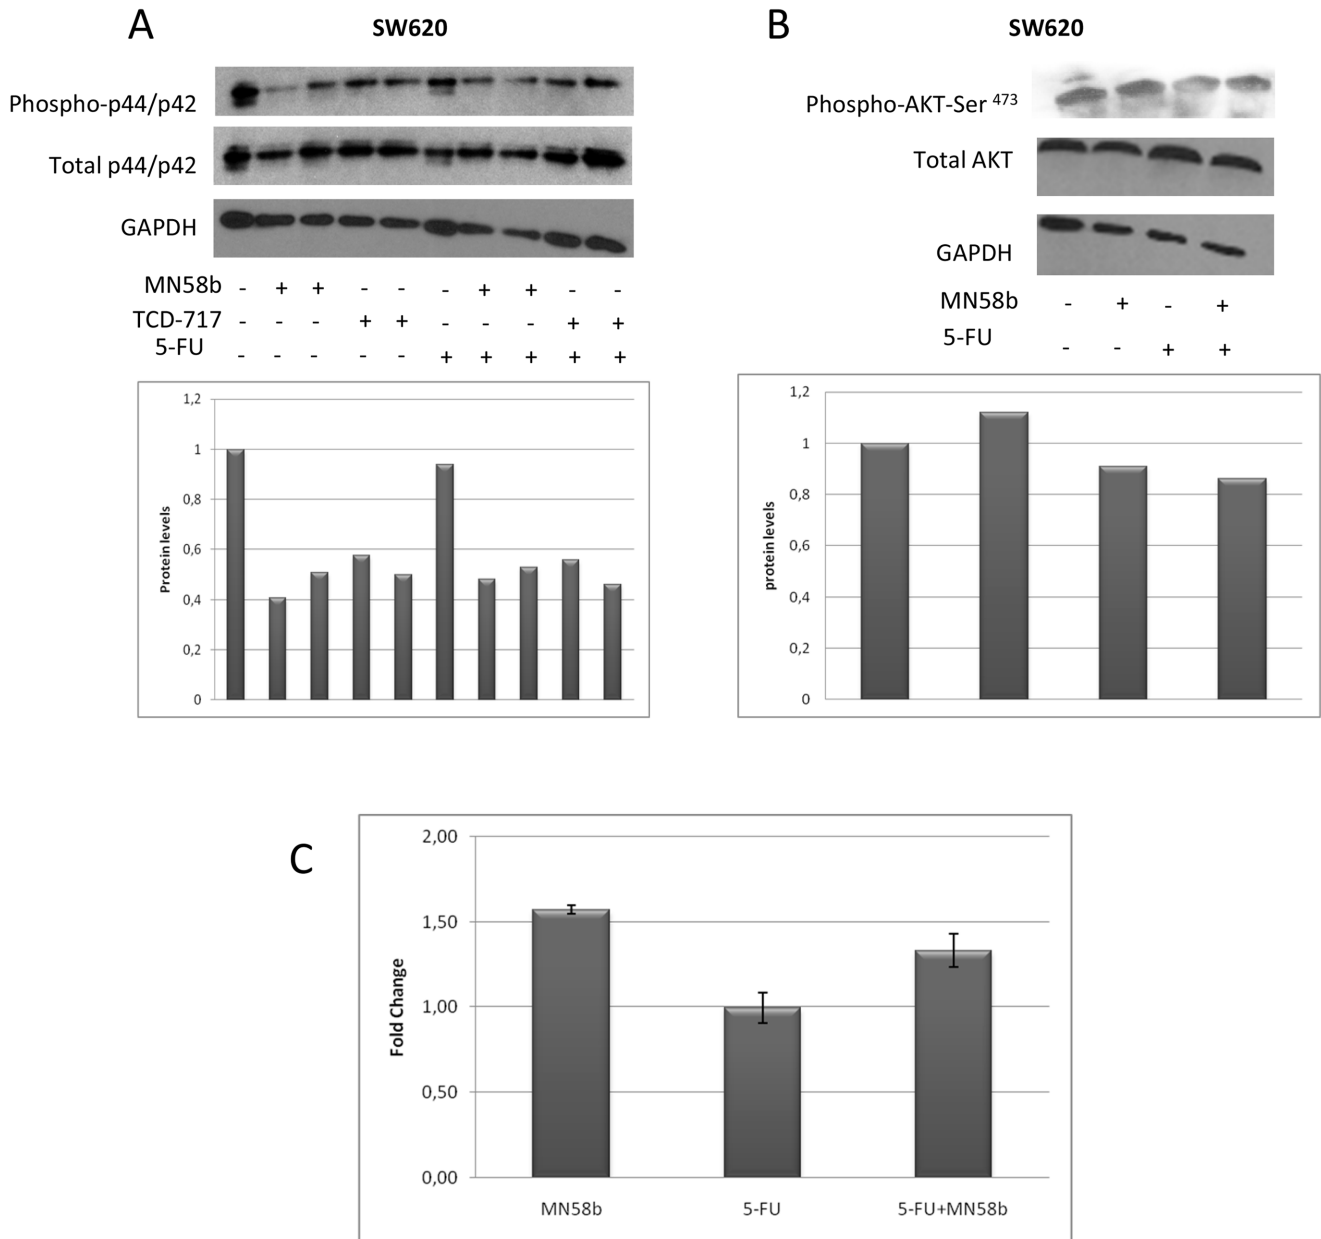 A
SW620
Phospho-p44/p42
Total p44/p42
GAPDH
MN58b - + + - - - + + - -
TCD-717 - - - + + - - - + +
5-FU - - - - - + + + + +
Protein levels
1,2
1
0,8
0,6
0,4
0,2
0
B
SW620
Phospho-AKT-Ser 473
Total AKT
GAPDH
MN58b - + - +
5-FU - - + +
protein levels
1,2
1
0,8
0,6
0,4
0,2
0
C
Fold Change
2,00
1,50
1,00
0,50
0,00
MN58b 5-FU 5-FU+MN58b